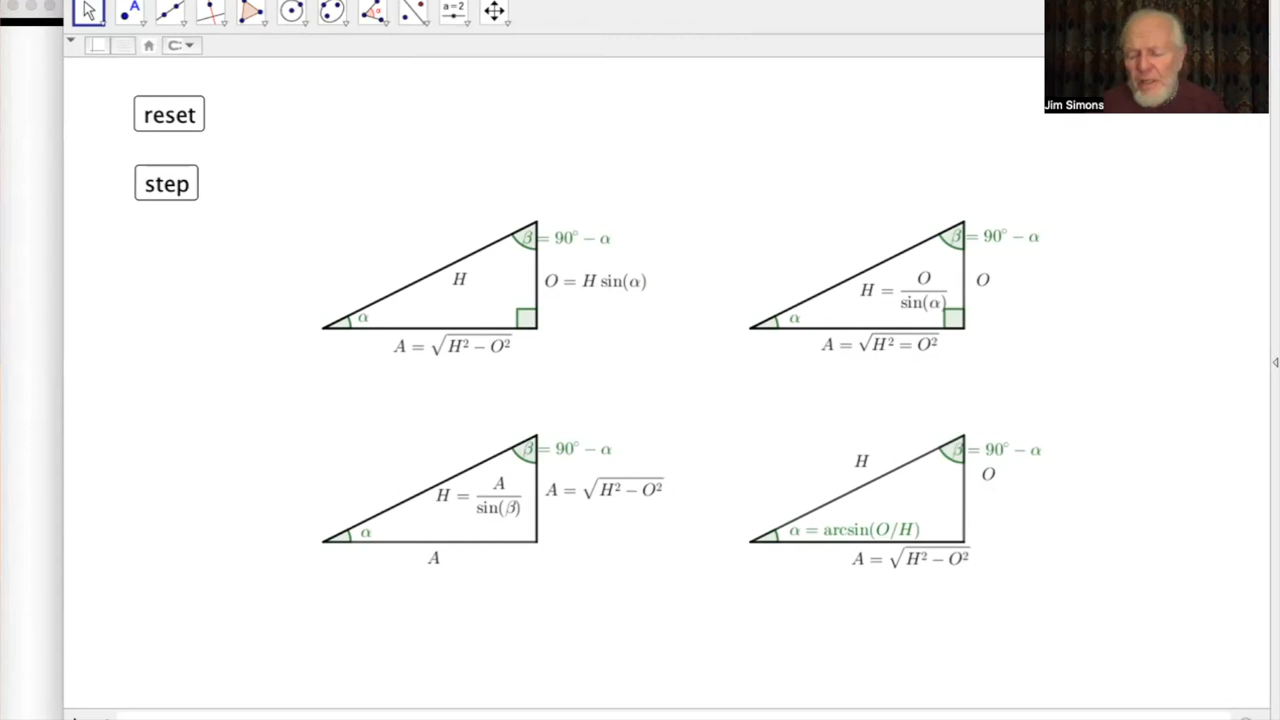 A
a=2
Jim Simons
reset
step
β = 90° − α
H
O = H sin(α)
α
A = √(H² − O²)
β = 90° − α
H = O / sin(α)
O
α
A = √(H² = O²)
β = 90° − α
H = A / sin(β)
A = √(H² − O²)
α
A
β = 90° − α
H
O
α = arcsin(O/H)
A = √(H² − O²)